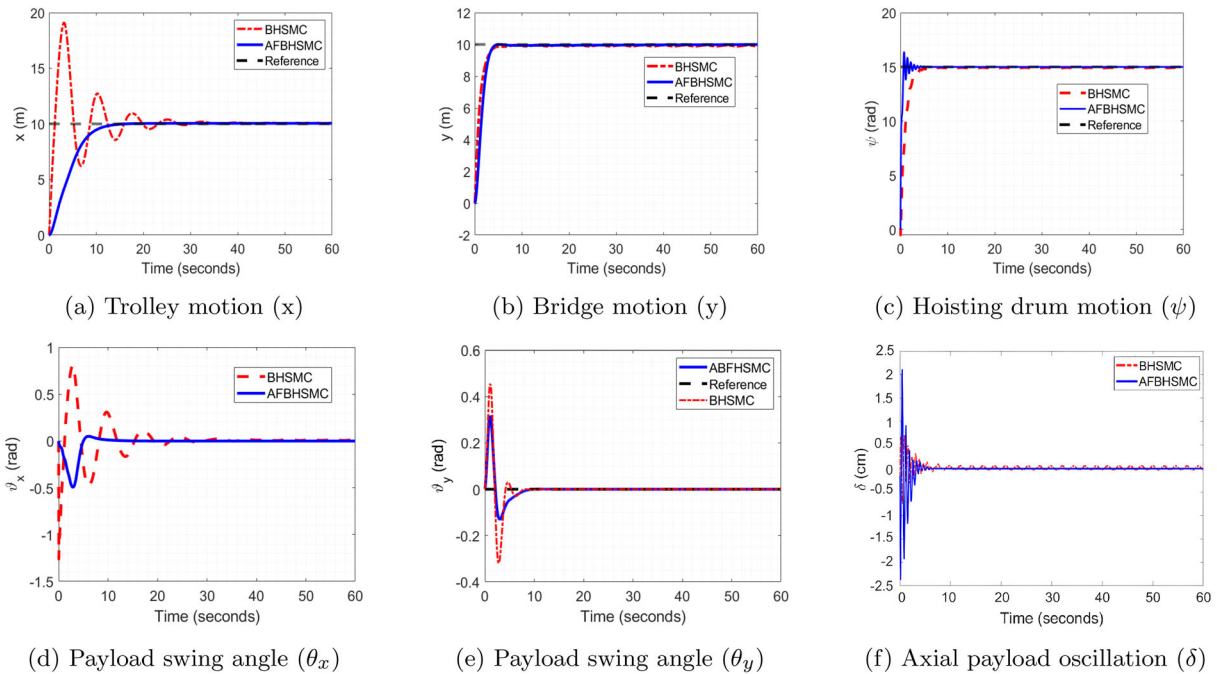 20
15
10
5
0
x (m)
BHSMC
AFBHSMC
Reference
0 10 20 30 40 50 60
Time (seconds)
(a) Trolley motion (x)
12
10
8
6
4
2
0
-2
y (m)
BHSMC
AFBHSMC
Reference
0 10 20 30 40 50 60
Time (seconds)
(b) Bridge motion (y)
20
15
10
5
0
ψ (rad)
BHSMC
AFBHSMC
Reference
0 10 20 30 40 50 60
Time (seconds)
(c) Hoisting drum motion (ψ)
1
0.5
0
-0.5
-1
-1.5
ϑx (rad)
BHSMC
AFBHSMC
0 10 20 30 40 50 60
Time (seconds)
(d) Payload swing angle (θx)
0.6
0.4
0.2
0
-0.2
-0.4
ϑy (rad)
ABFHSMC
Reference
BHSMC
0 10 20 30 40 50 60
Time (seconds)
(e) Payload swing angle (θy)
2.5
2
1.5
1
0.5
0
-0.5
-1
-1.5
-2
-2.5
δ (cm)
BHSMC
AFBHSMC
0 10 20 30 40 50 60
Time (seconds)
(f) Axial payload oscillation (δ)